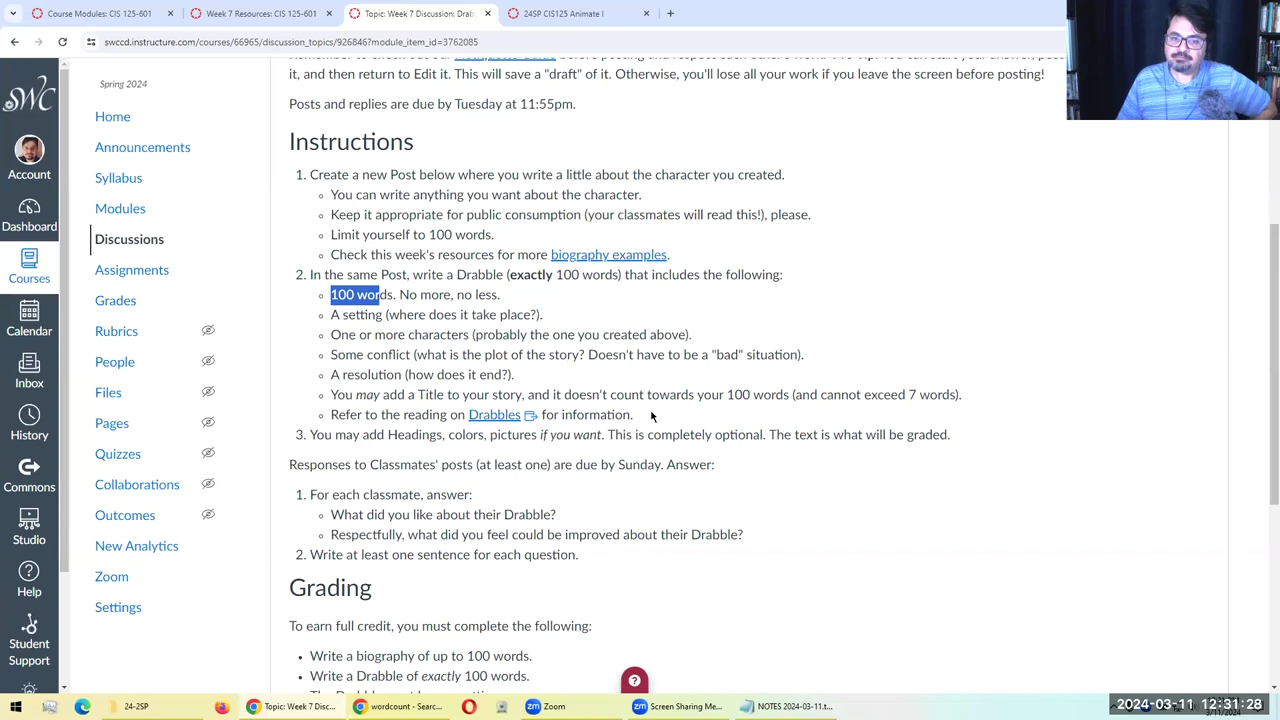 Course Modules: CIS 125-601
Week 7 Resources: CIS 125-601
Topic: Week 7 Discussion: Drab
24SP CIS125 Animate I
swccd.instructure.com/courses/66965/discussion_topics/926846?module_item_id=3762085
it, and then return to Edit it. This will save a "draft" of it. Otherwise, you'll lose all your work if you leave the screen before posting!
Spring 2024
Posts and replies are due by Tuesday at 11:55pm.
SWC
Account
Dashboard
Courses
Calendar
Inbox
History
Commons
Studio
Help
Student
Support
Home
Announcements
Syllabus
Modules
Discussions
Assignments
Grades
Rubrics
People
Files
Pages
Quizzes
Collaborations
Outcomes
New Analytics
Zoom
Settings
Instructions
1. Create a new Post below where you write a little about the character you created.
You can write anything you want about the character.
Keep it appropriate for public consumption (your classmates will read this!), please.
Limit yourself to 100 words.
Check this week's resources for more biography examples.
2. In the same Post, write a Drabble (exactly 100 words) that includes the following:
100 words. No more, no less.
A setting (where does it take place?).
One or more characters (probably the one you created above).
Some conflict (what is the plot of the story? Doesn't have to be a "bad" situation).
A resolution (how does it end?).
You may add a Title to your story, and it doesn't count towards your 100 words (and cannot exceed 7 words).
Refer to the reading on Drabbles for information.
3. You may add Headings, colors, pictures if you want. This is completely optional. The text is what will be graded.
Responses to Classmates' posts (at least one) are due by Sunday. Answer:
1. For each classmate, answer:
What did you like about their Drabble?
Respectfully, what did you feel could be improved about their Drabble?
2. Write at least one sentence for each question.
Grading
To earn full credit, you must complete the following:
Write a biography of up to 100 words.
Write a Drabble of exactly 100 words.
24-2SP
Topic: Week 7 Disc...
wordcount - Searc...
Zoom
Screen Sharing Me...
NOTES 2024-03-11.t...
2024-03-11 12:31:28